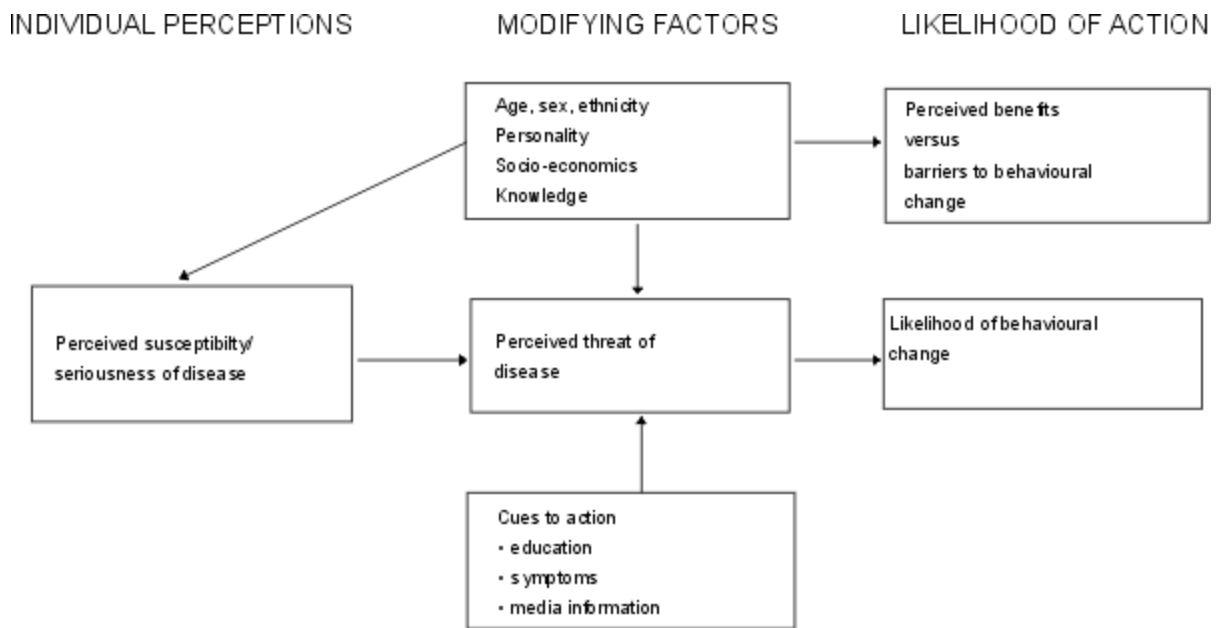 INDIVIDUAL PERCEPTIONS
MODIFYING FACTORS
LIKELIHOOD OF ACTION
Age, sex, ethnicity
Personality
Socio-economics
Knowledge
Perceived benefits
versus
barriers to behavioural
change
Perceived susceptibilty/
seriousness of disease
Perceived threat of
disease
Likelihood of behavioural
change
Cues to action
• education
• symptoms
• media information